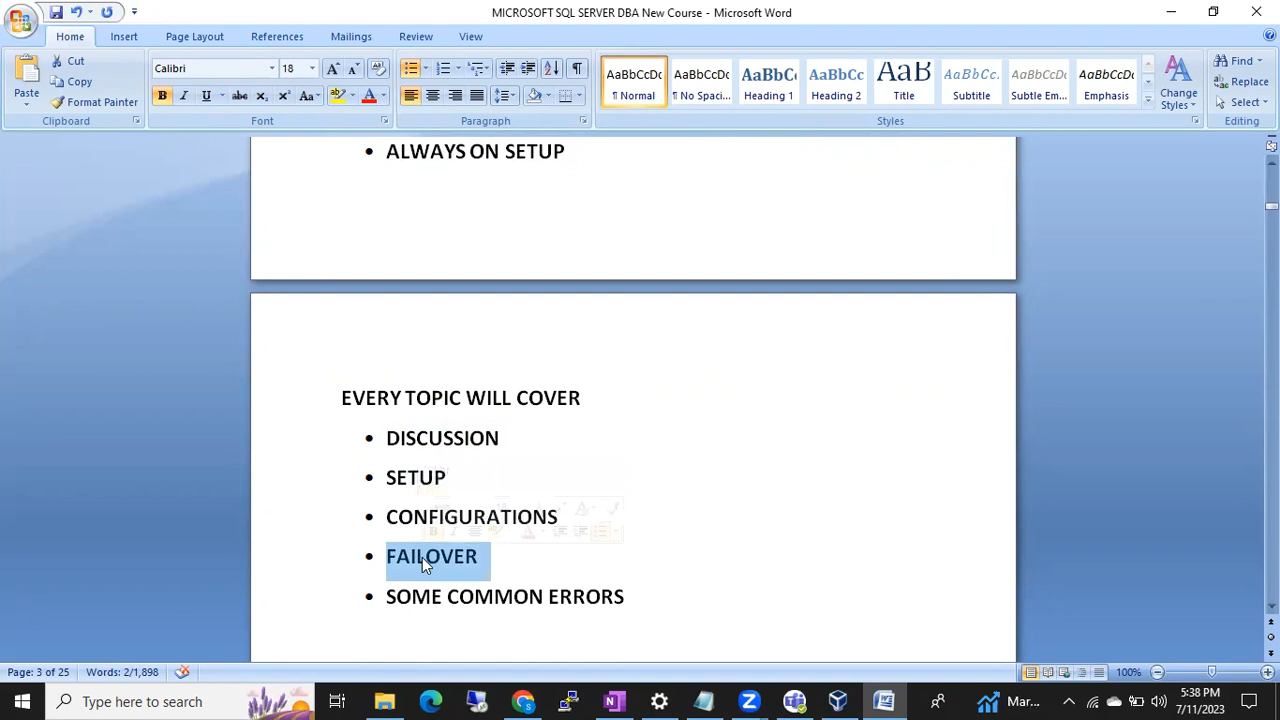 MICROSOFT SQL SERVER DBA New Course - Microsoft Word
Home Insert Page Layout References Mailings Review View
Paste
Cut
Copy
Format Painter
Clipboard
Calibri 18
Font
Paragraph
AaBbCcDc AaBbCcDc AaBbCc AaBbCc AaB AaBbCc. AaBbCcDc AaBbCcDc
¶ Normal ¶ No Spaci... Heading 1 Heading 2 Title Subtitle Subtle Em... Emphasis
Change Styles
Styles
Find
Replace
Select
Editing
• ALWAYS ON SETUP
EVERY TOPIC WILL COVER
• DISCUSSION
• SETUP
• CONFIGURATIONS
• FAILOVER
• SOME COMMON ERRORS
Page: 3 of 25 Words: 2/1,898 100%
Type here to search
Mar...
5:38 PM
7/11/2023